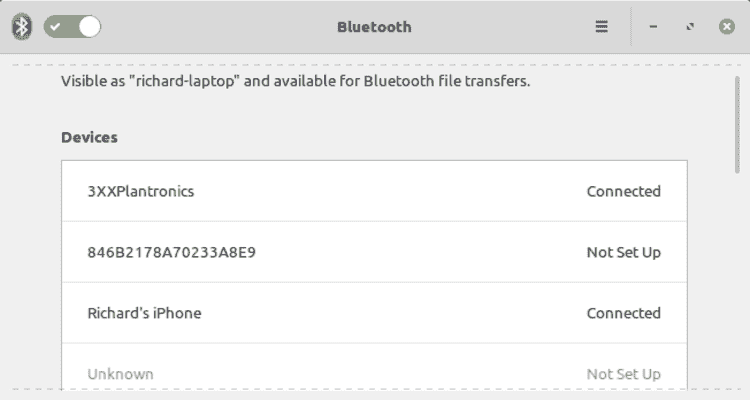 Bluetooth
Visible as "richard-laptop" and available for Bluetooth file transfers.
Devices
3XXPlantronics Connected
846B2178A70233A8E9 Not Set Up
Richard's iPhone Connected
Unknown Not Set Up